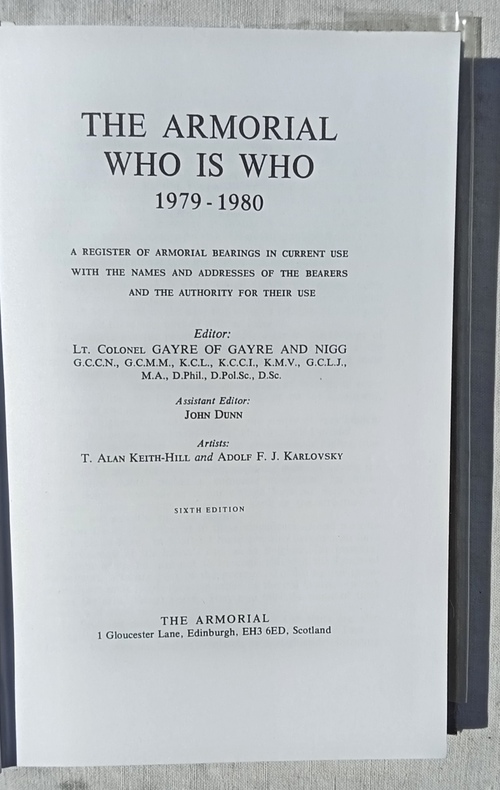 THE ARMORIAL
WHO IS WHO
1979-1980
A REGISTER OF ARMORIAL BEARINGS IN CURRENT USE
WITH THE NAMES AND ADDRESSES OF THE BEARERS
AND THE AUTHORITY FOR THEIR USE
Editor:
LT. COLONEL GAYRE OF GAYRE AND NIGG
G.C.C.N., G.C.M.M., K.C.L., K.C.C.I., K.M.V., G.C.L.J.,
M.A., D.Phil., D.Pol.Sc., D.Sc.
Assistant Editor:
JOHN DUNN
Artists:
T. ALAN KEITH-HILL and ADOLF F. J. KARLOVSKY
SIXTH EDITION
THE ARMORIAL
1 Gloucester Lane, Edinburgh, EH3 6ED, Scotland